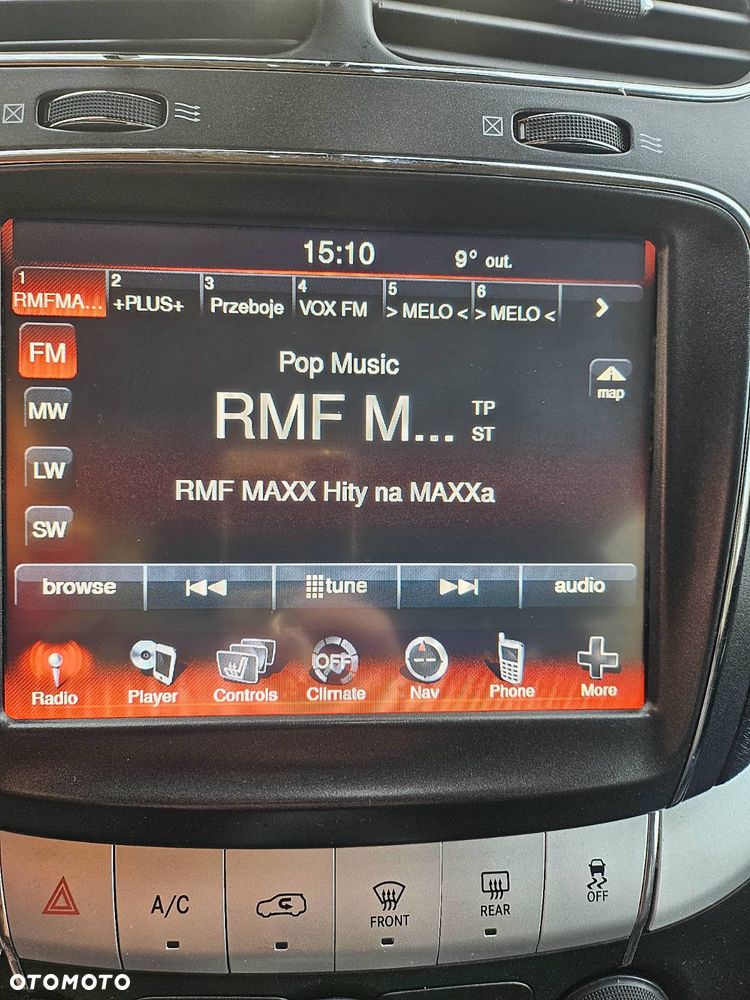 15:10 9° out.
1 2 3 4 5 6
RMFMA... +PLUS+ Przeboje VOX FM > MELO < > MELO <
FM
Pop Music
map
MW
RMF M...
TP
ST
LW
RMF MAXX Hity na MAXXa
SW
browse tune audio
OFF
Radio Player Controls Climate Nav Phone More
A/C
FRONT
REAR
OFF
OTOMOTO